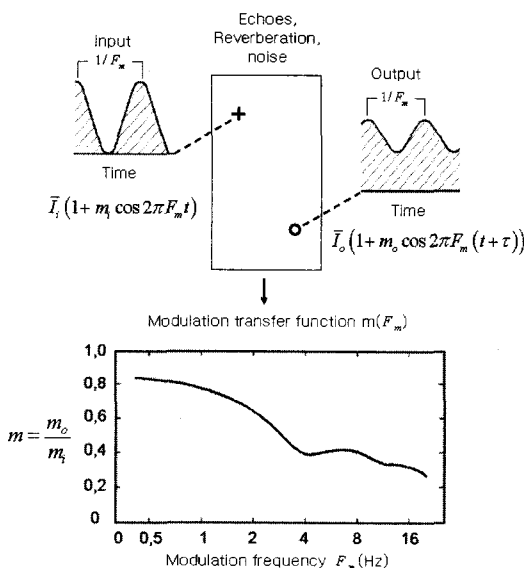 Echoes,
Reverberation,
noise
Input
1/F_m
Output
1/F_m
Time
Time
Ī_i (1 + m_i cos 2πF_m t)
Ī_o (1 + m_o cos 2πF_m (t + τ))
Modulation transfer function m(F_m)
m = m_o / m_i
1,0
0,8
0,6
0,4
0,2
0
0 0,5 1 2 4 8 16
Modulation frequency F_m (Hz)